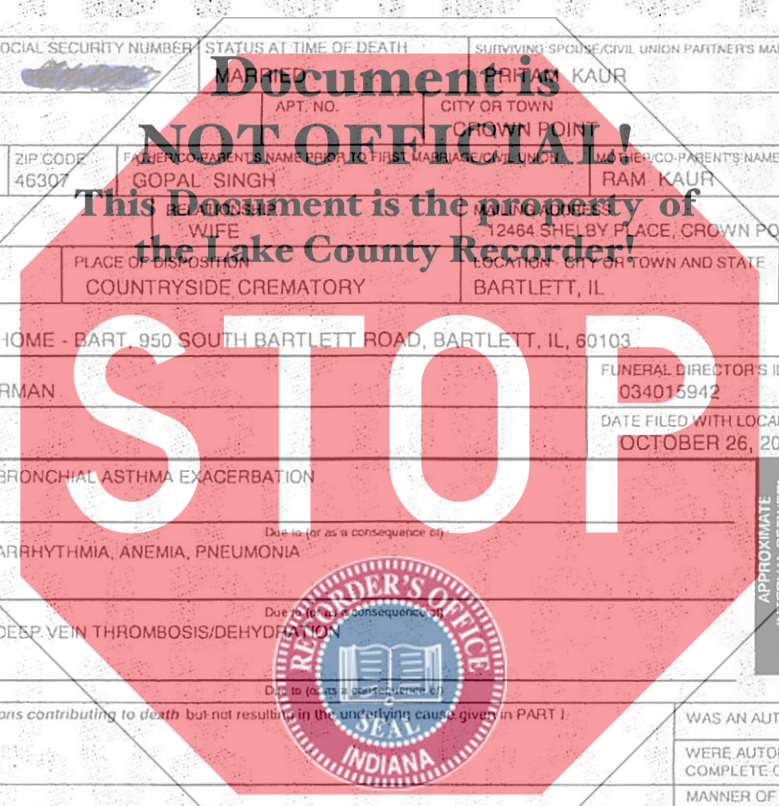 OCIAL SECURITY NUMBER STATUS AT TIME OF DEATH SURVIVING SPOUSE/CIVIL UNION PARTNER'S MA
MARRIED PRITAM KAUR
Document is
APT. NO. CITY OR TOWN
CROWN POINT
NOT OFFICIAL!
ZIP CODE FATHER/CO-PARENT'S NAME PRIOR TO FIRST MARRIAGE/CIVIL UNION MOTHER/CO-PARENT'S NAME
46307 GOPAL SINGH RAM KAUR
This Document is the property of
RELATIONSHIP MAILING ADDRESS
WIFE 12464 SHELBY PLACE, CROWN PO
the Lake County Recorder!
PLACE OF DISPOSITION LOCATION - CITY OR TOWN AND STATE
COUNTRYSIDE CREMATORY BARTLETT, IL
STOP
HOME - BART, 950 SOUTH BARTLETT ROAD, BARTLETT, IL, 60103
FUNERAL DIRECTOR'S IL
RMAN 034015942
DATE FILED WITH LOCAL
OCTOBER 26, 20
BRONCHIAL ASTHMA EXACERBATION
APPROXIMATE
Due to (or as a consequence of):
ARRHYTHMIA, ANEMIA, PNEUMONIA
Due to (or as a consequence of)
DEEP VEIN THROMBOSIS/DEHYDRATION
Due to (or as a consequence of)
RECORDER'S OFFICE
SEAL
INDIANA
ons contributing to death but not resulting in the underlying cause given in PART I
WAS AN AUT
WERE AUTOP
COMPLETE C
MANNER OF